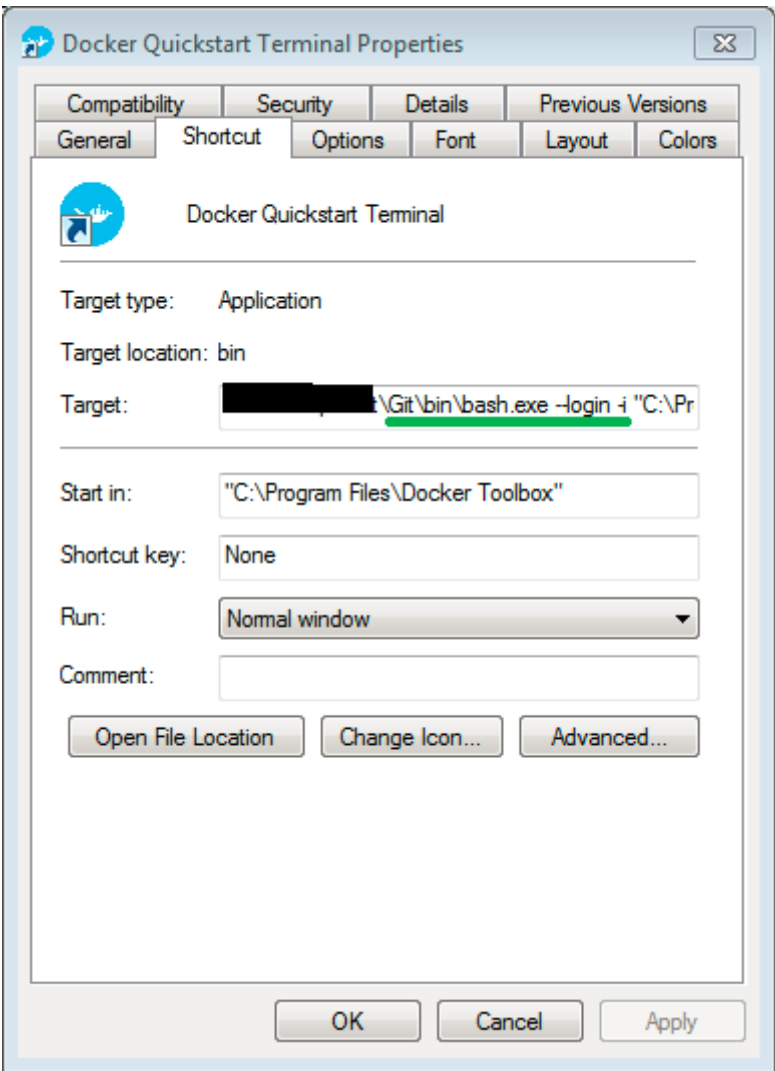 Docker Quickstart Terminal Properties
Compatibility Security Details Previous Versions
General Shortcut Options Font Layout Colors
Docker Quickstart Terminal
Target type: Application
Target location: bin
Target: t\Git\bin\bash.exe --login -i "C:\Pr
Start in: "C:\Program Files\Docker Toolbox"
Shortcut key: None
Run: Normal window
Comment:
Open File Location Change Icon... Advanced...
OK Cancel Apply